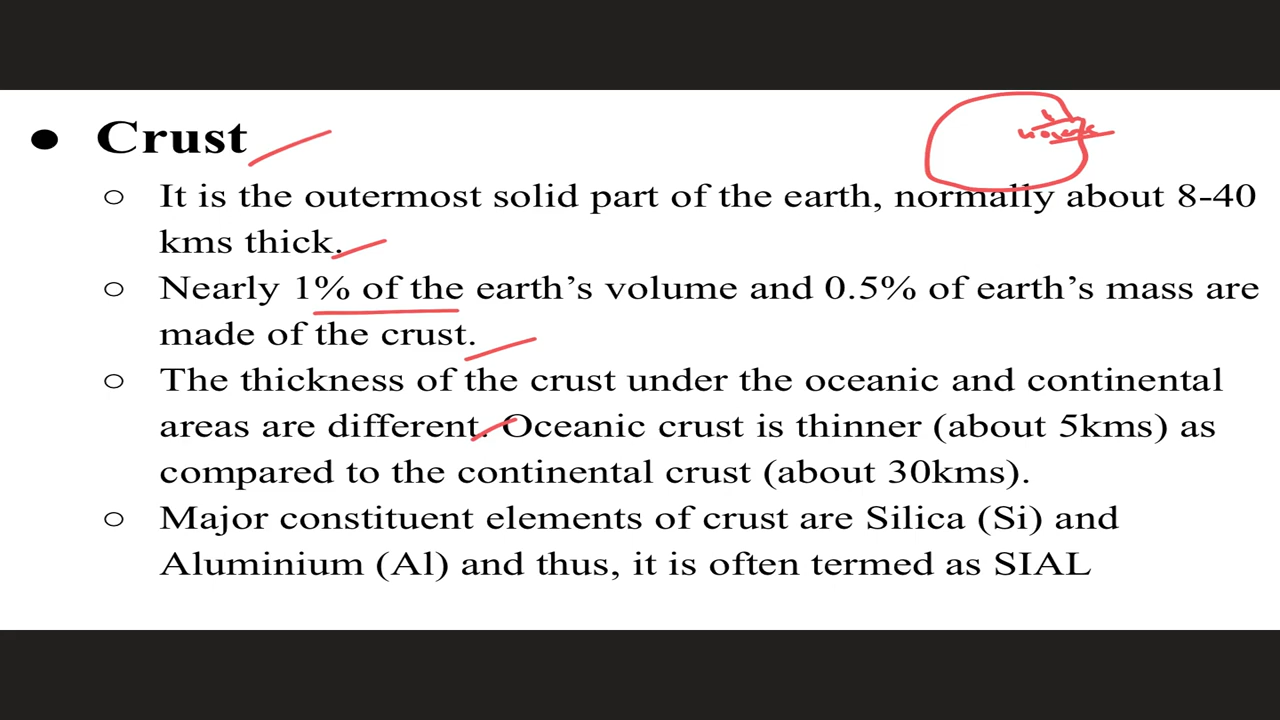 ● Crust
○ It is the outermost solid part of the earth, normally about 8-40
kms thick.
○ Nearly 1% of the earth’s volume and 0.5% of earth’s mass are
made of the crust.
○ The thickness of the crust under the oceanic and continental
areas are different. Oceanic crust is thinner (about 5kms) as
compared to the continental crust (about 30kms).
○ Major constituent elements of crust are Silica (Si) and
Aluminium (Al) and thus, it is often termed as SIAL